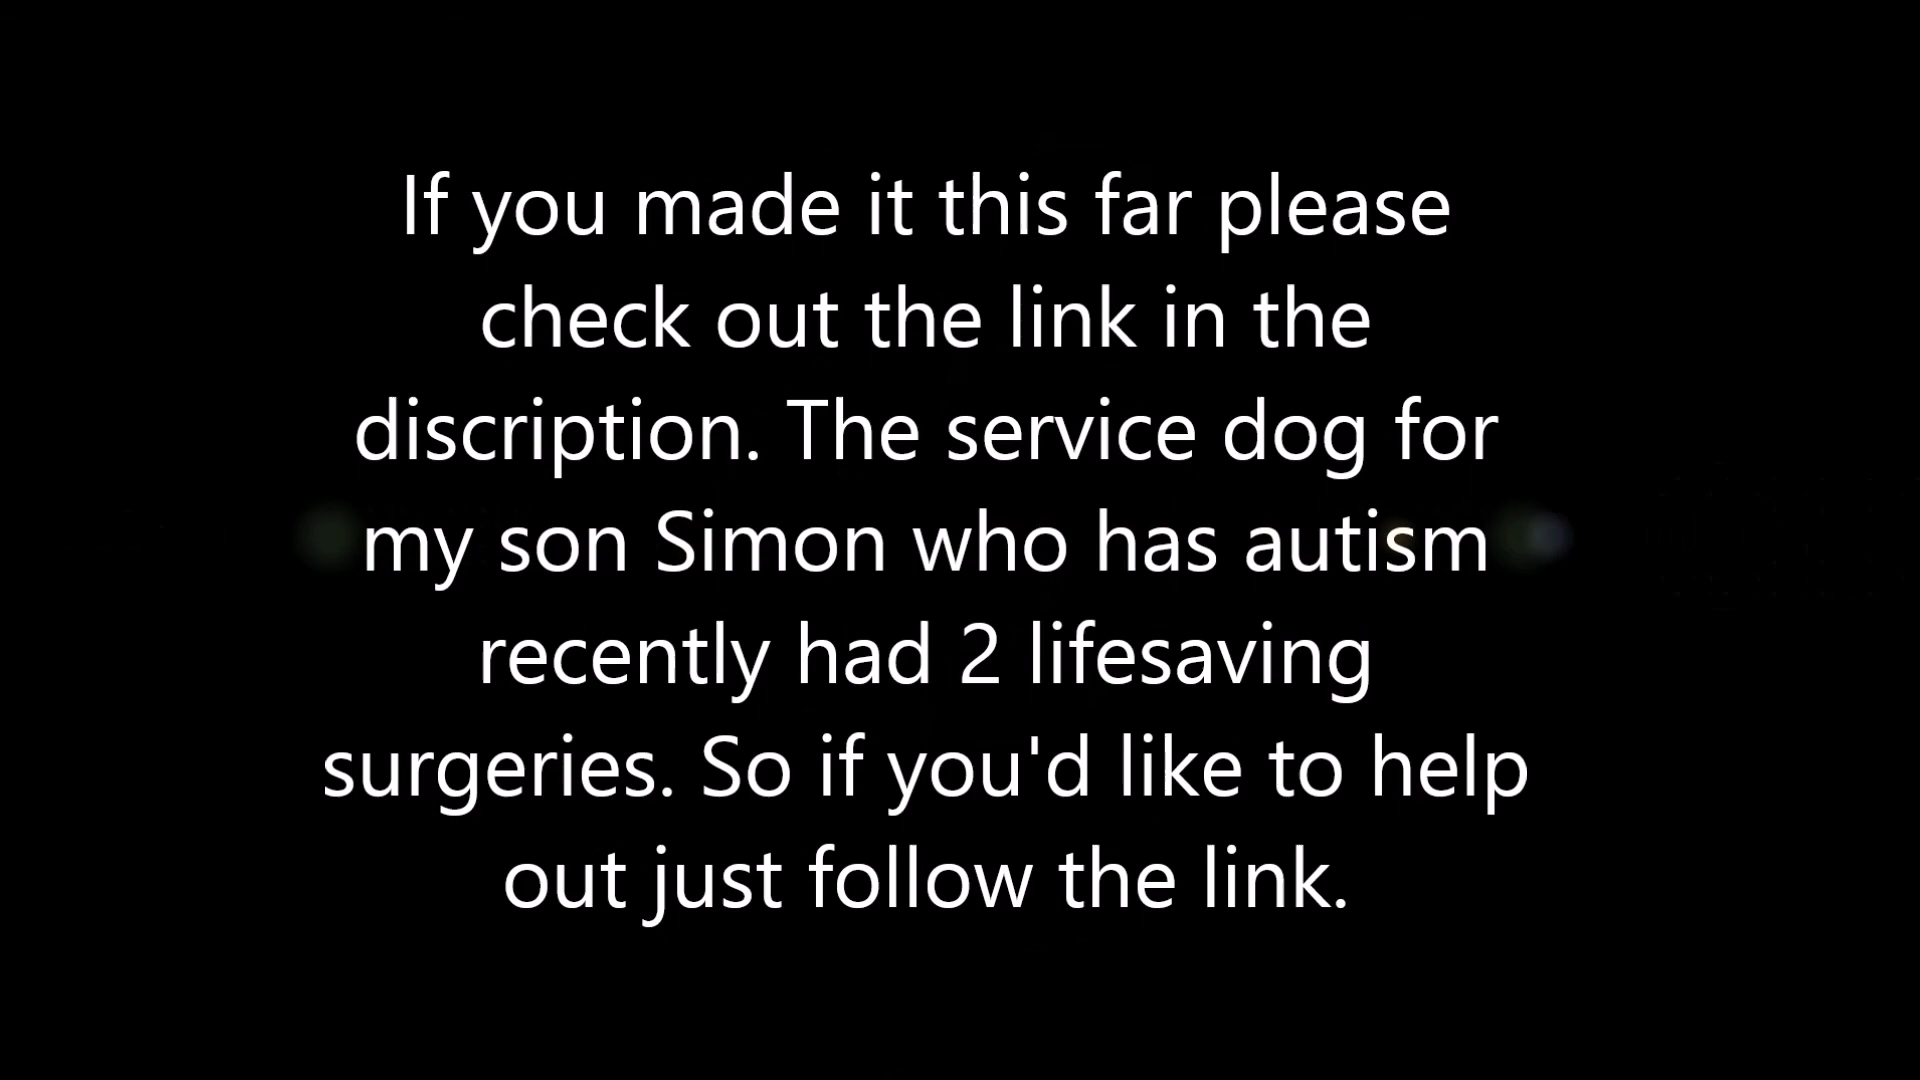 If you made it this far please
check out the link in the
discription. The service dog for
my son Simon who has autism
recently had 2 lifesaving
surgeries. So if you'd like to help
out just follow the link.